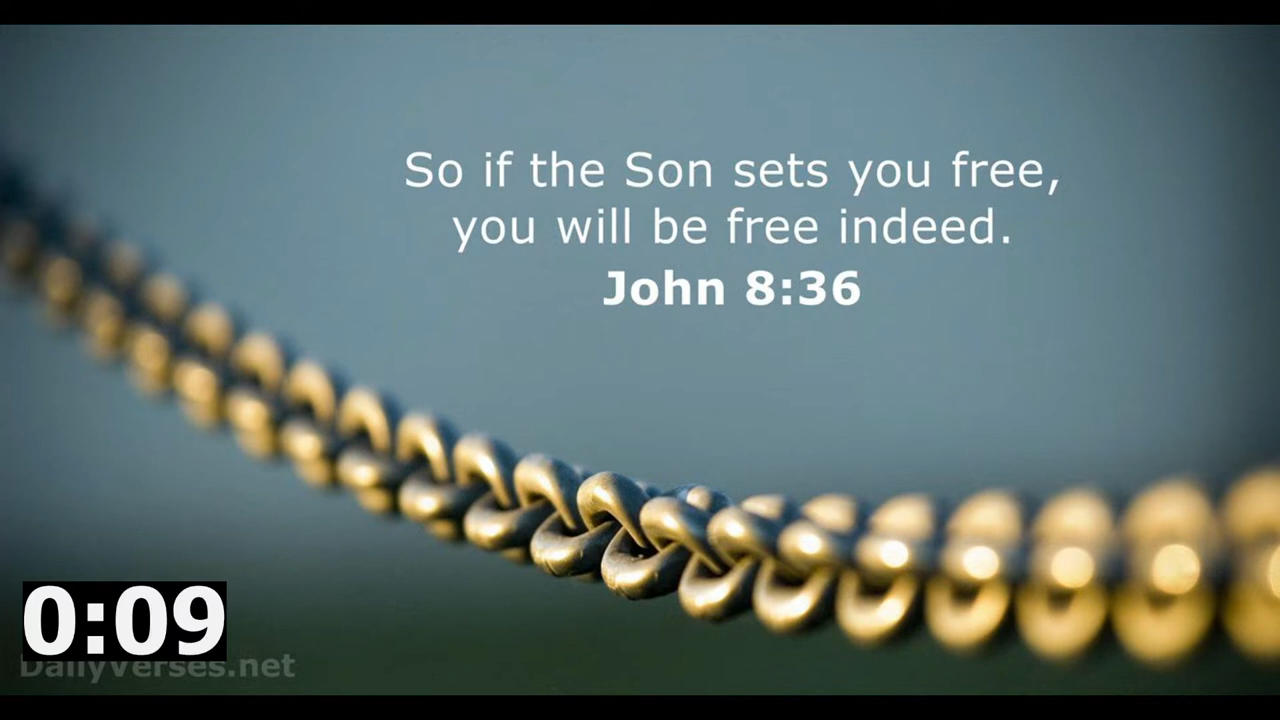 So if the Son sets you free,
you will be free indeed.
John 8:36
0:09
DailyVerses.net